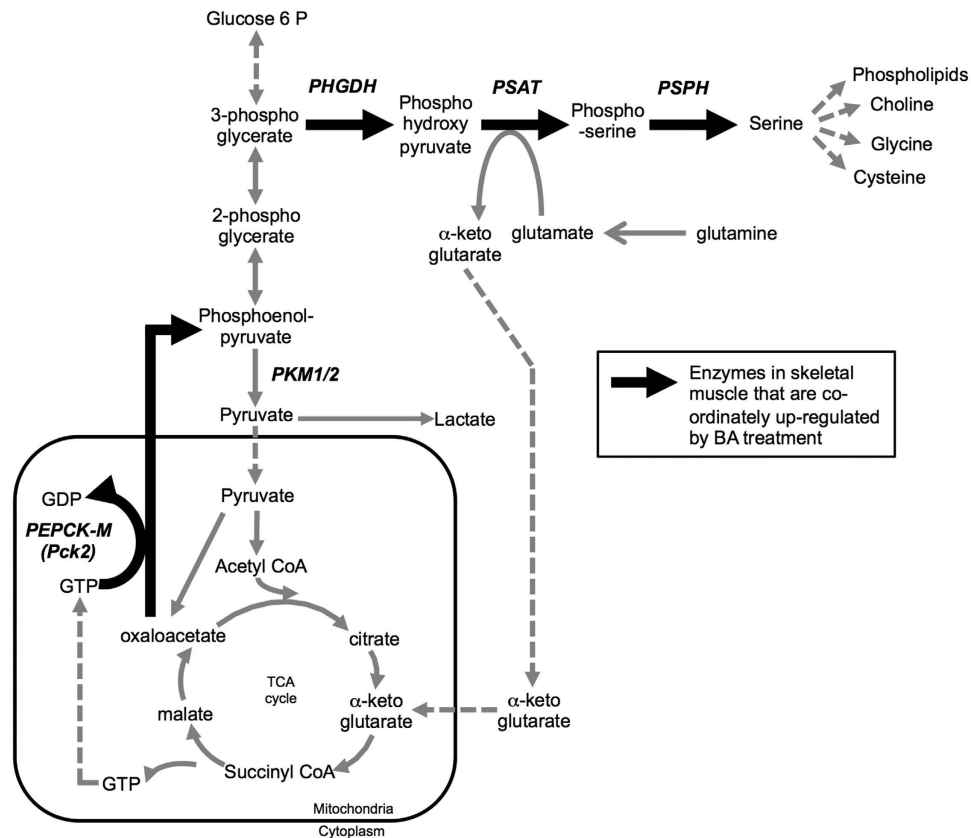 Glucose 6 P
PHGDH
PSAT
PSPH
3-phospho
glycerate
Phospho
hydroxy
pyruvate
Phospho
-serine
Serine
Phospholipids
Choline
Glycine
Cysteine
2-phospho
glycerate
α-keto
glutarate
glutamate
glutamine
Phosphoenol-
pyruvate
PKM1/2
Pyruvate
Lactate
Enzymes in skeletal
muscle that are co-
ordinately up-regulated
by BA treatment
Pyruvate
GDP
PEPCK-M
(Pck2)
GTP
Acetyl CoA
oxaloacetate
citrate
TCA
cycle
malate
α-keto
glutarate
α-keto
glutarate
Succinyl CoA
GTP
Mitochondria
Cytoplasm